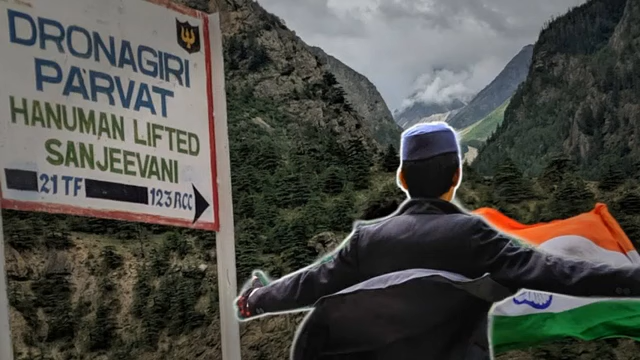 DRONAGIRI
PARVAT
HANUMAN LIFTED
SANJEEVANI
21 TF 123 RCC